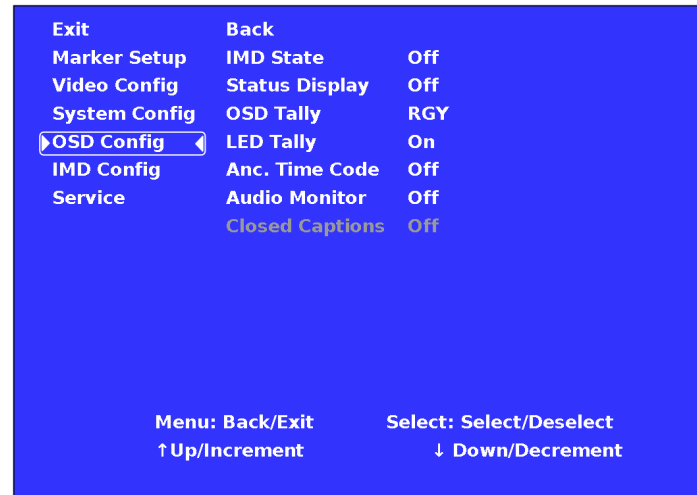 Exit Back
Marker Setup IMD State Off
Video Config Status Display Off
System Config OSD Tally RGY
OSD Config LED Tally On
IMD Config Anc. Time Code Off
Service Audio Monitor Off
Closed Captions Off
Menu: Back/Exit Select: Select/Deselect
↑Up/Increment ↓ Down/Decrement